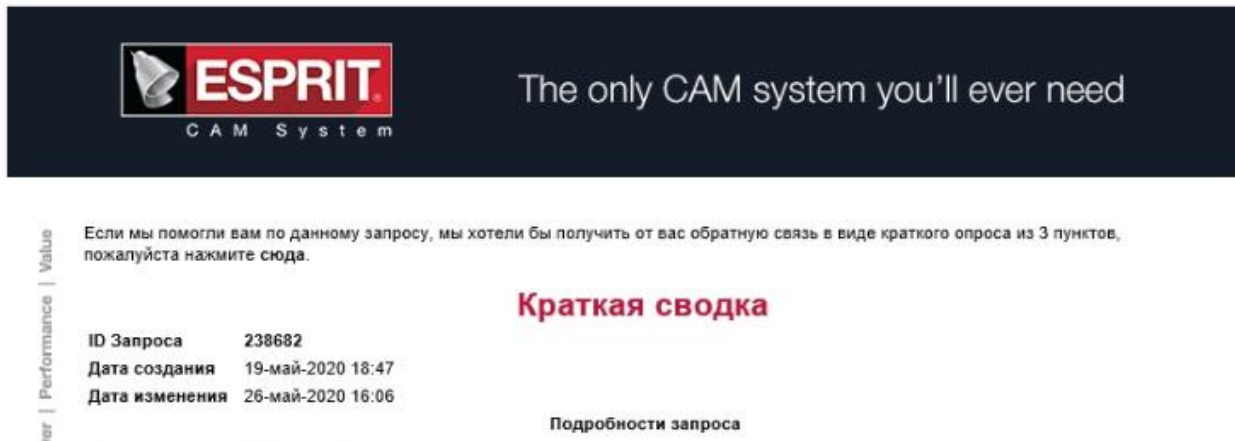 ESPRIT®
CAM System
The only CAM system you'll ever need
Если мы помогли вам по данному запросу, мы хотели бы получить от вас обратную связь в виде краткого опроса из 3 пунктов,
пожалуйста нажмите сюда.
Краткая сводка
ID Запроса 238682
Дата создания 19-май-2020 18:47
Дата изменения 26-май-2020 16:06
Подробности запроса
| Performance | Value